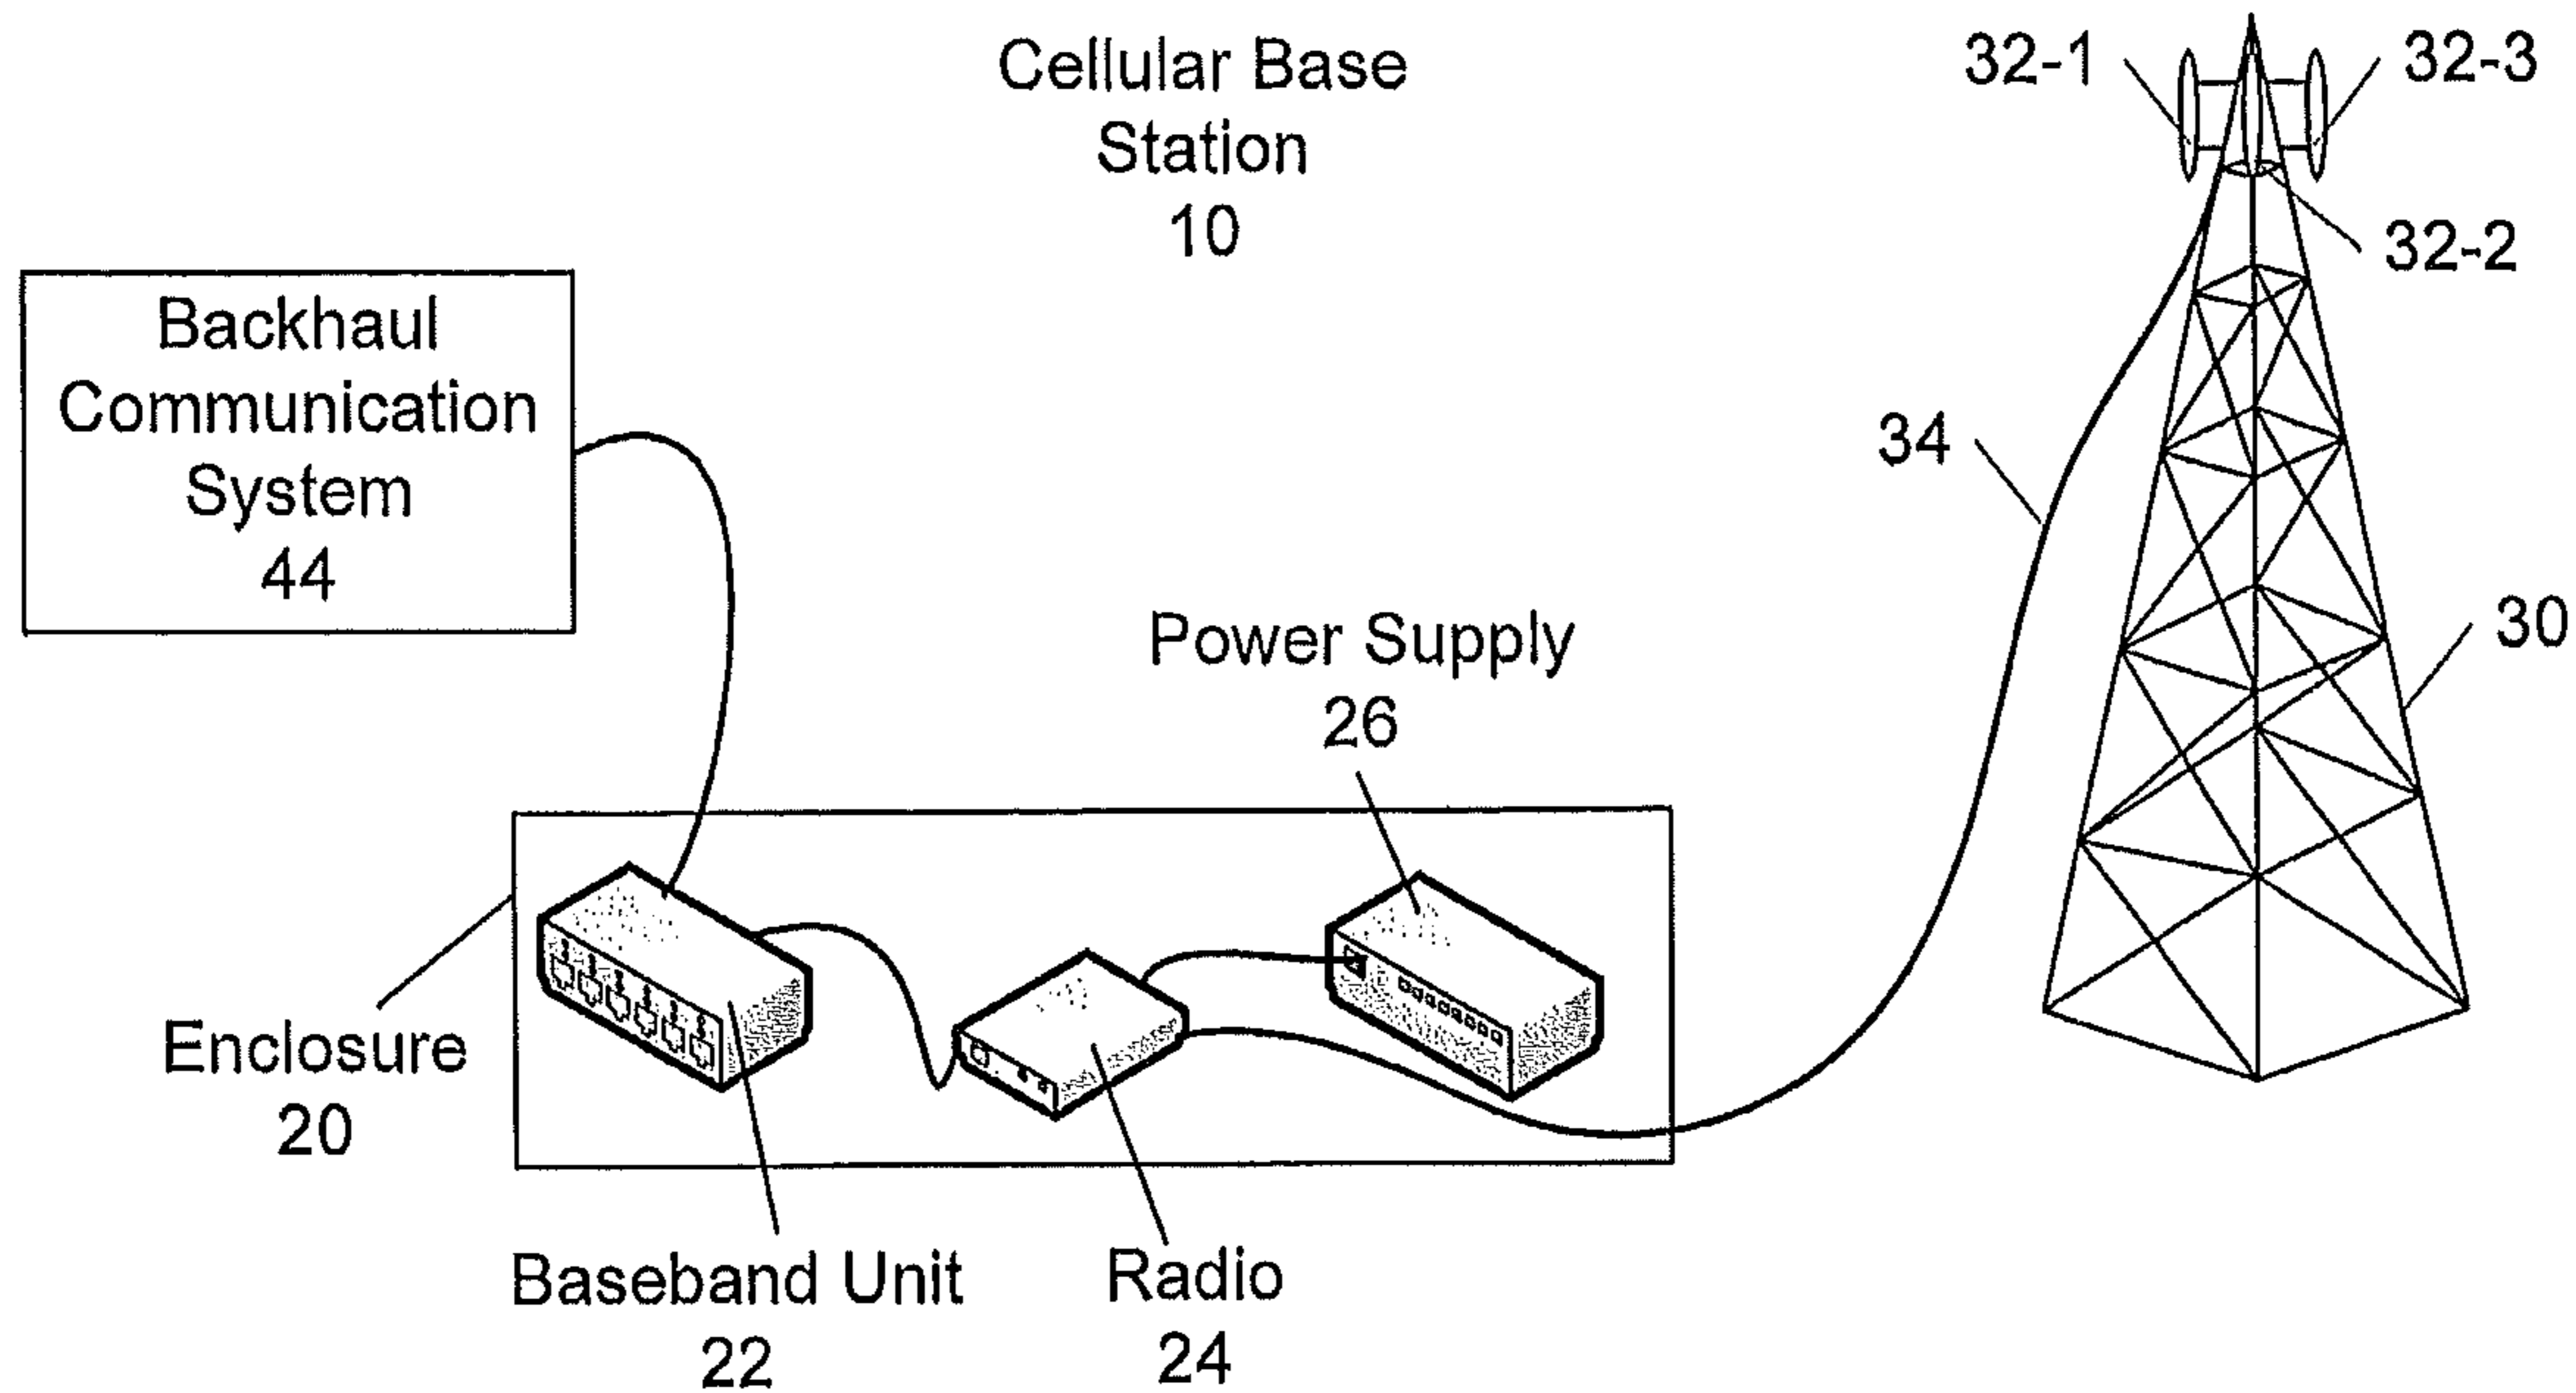 Cellular Base
Station
10
32-1
32-3
32-2
Backhaul
Communication
System
44
34
Power Supply
26
30
Enclosure
20
Baseband Unit
22
Radio
24